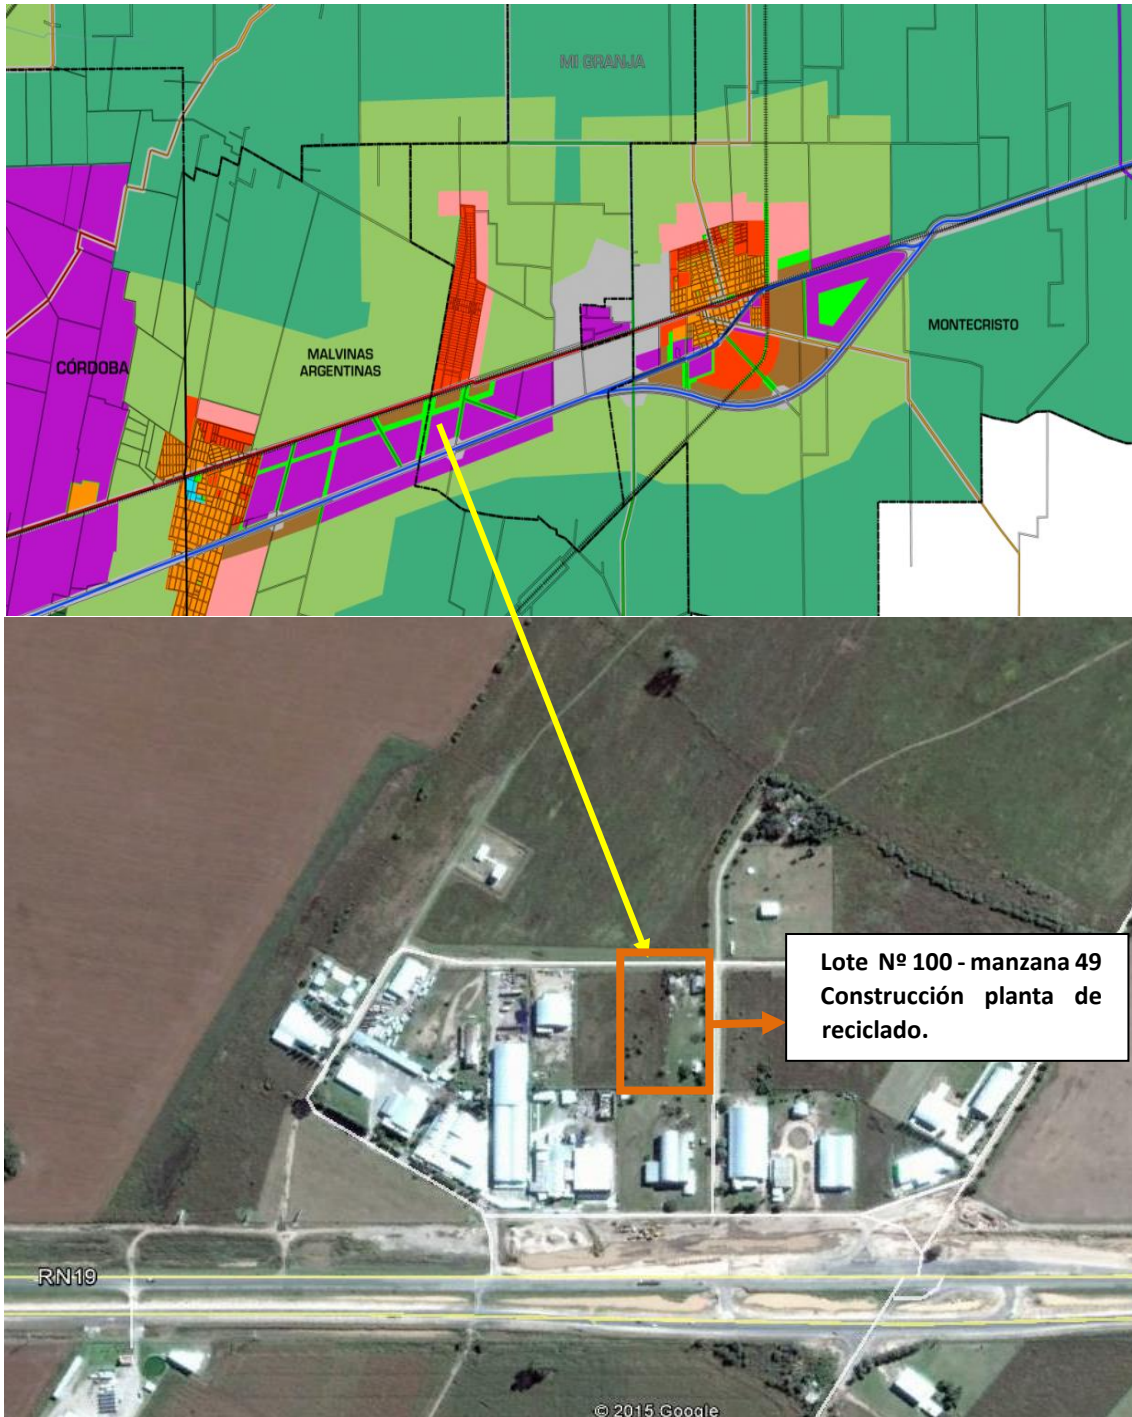 MI GRANJA
CÓRDOBA
MALVINAS
ARGENTINAS
MONTECRISTO
Lote Nº 100 - manzana 49
Construcción planta de
reciclado.
RN19
© 2015 Google